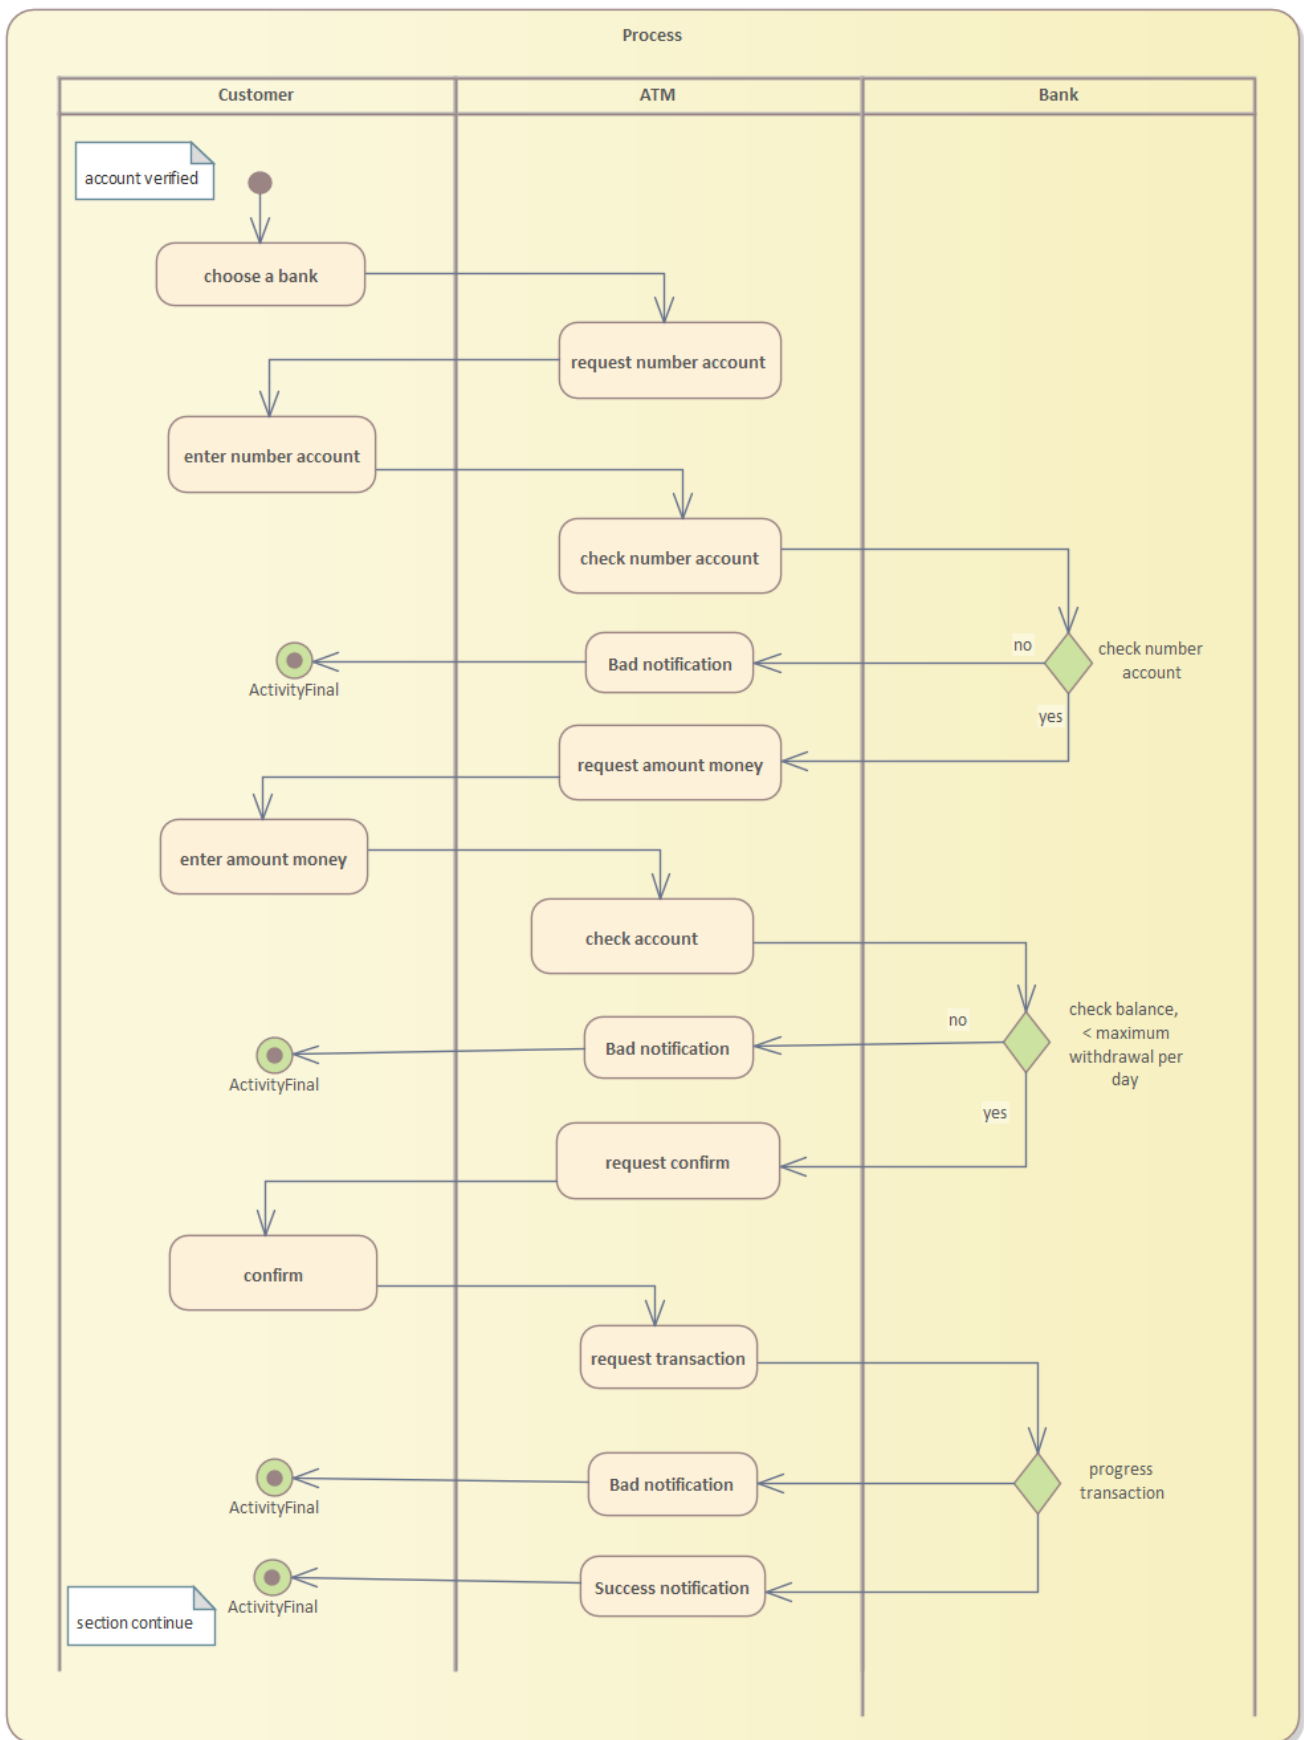 Process
Customer
ATM
Bank
account verified
choose a bank
request number account
enter number account
check number account
no
check number
account
Bad notification
ActivityFinal
yes
request amount money
enter amount money
check account
check balance,
< maximum
withdrawal per
day
no
Bad notification
ActivityFinal
yes
request confirm
confirm
request transaction
progress
transaction
Bad notification
ActivityFinal
Success notification
ActivityFinal
section continue